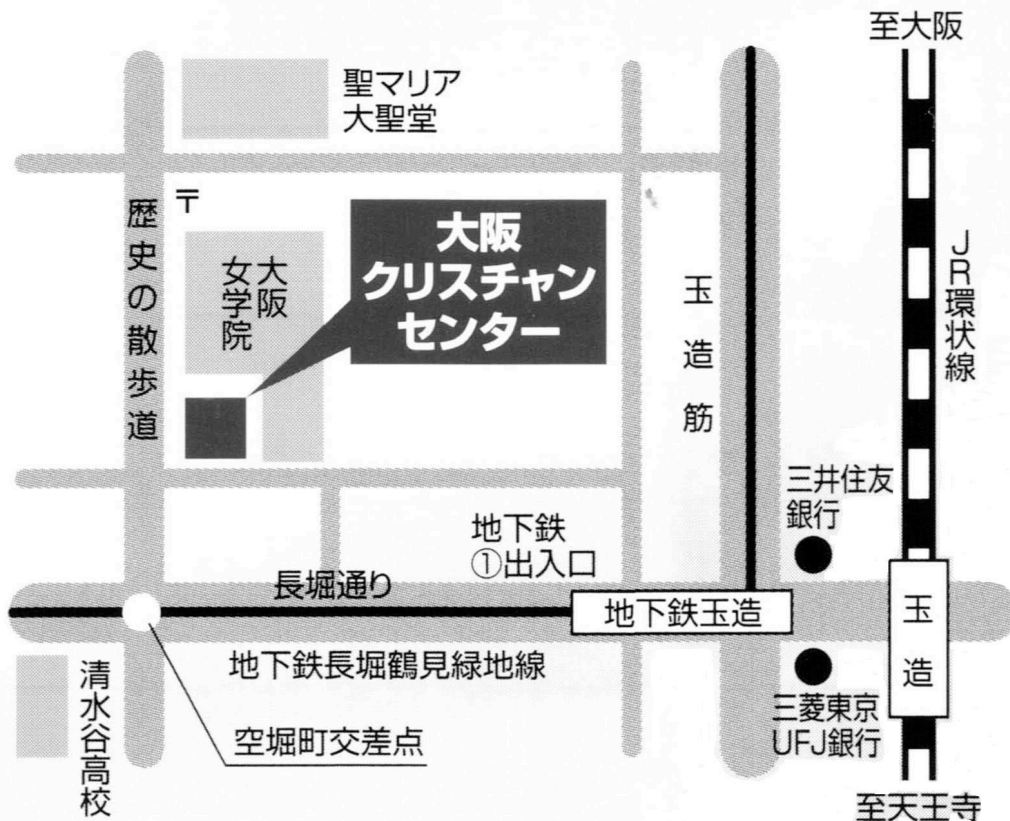 至大阪
聖マリア
大聖堂
〒
歴史の散歩道
大阪
女学院
大阪
クリスチャン
センター
玉造筋
JR環状線
三井住友
銀行
地下鉄
①出入口
長堀通り
地下鉄玉造
玉造
地下鉄長堀鶴見緑地線
清水谷高校
空堀町交差点
三菱東京
UFJ銀行
至天王寺